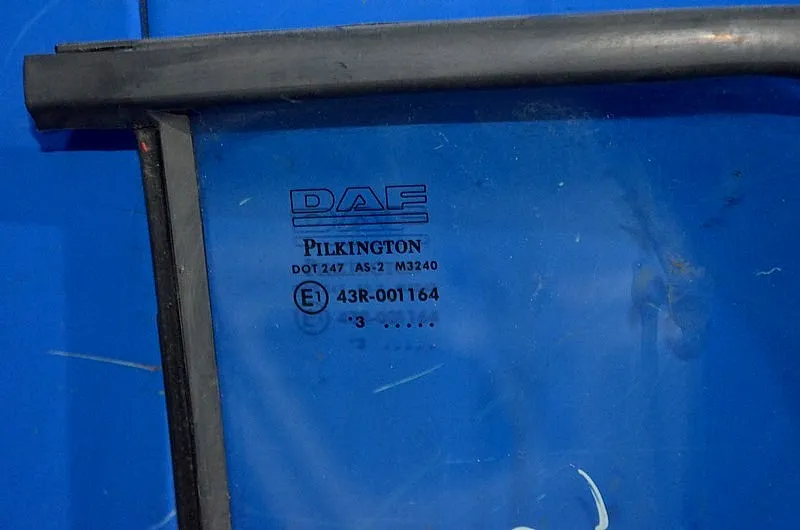 DAF
PILKINGTON
DOT 247 AS-2 M3240
E1 43R-001164
.3 .....